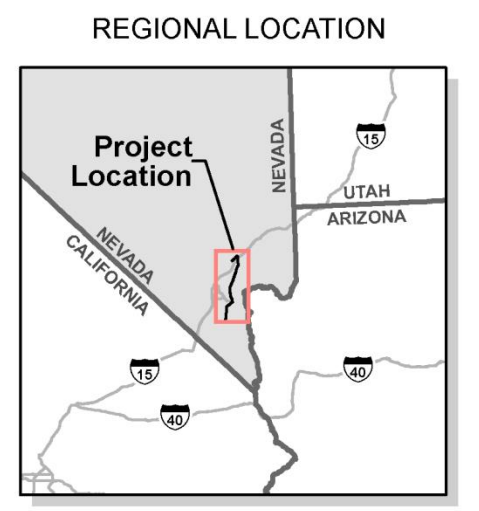 REGIONAL LOCATION
15
NEVADA
Project
Location
UTAH
ARIZONA
NEVADA
CALIFORNIA
15
40
40